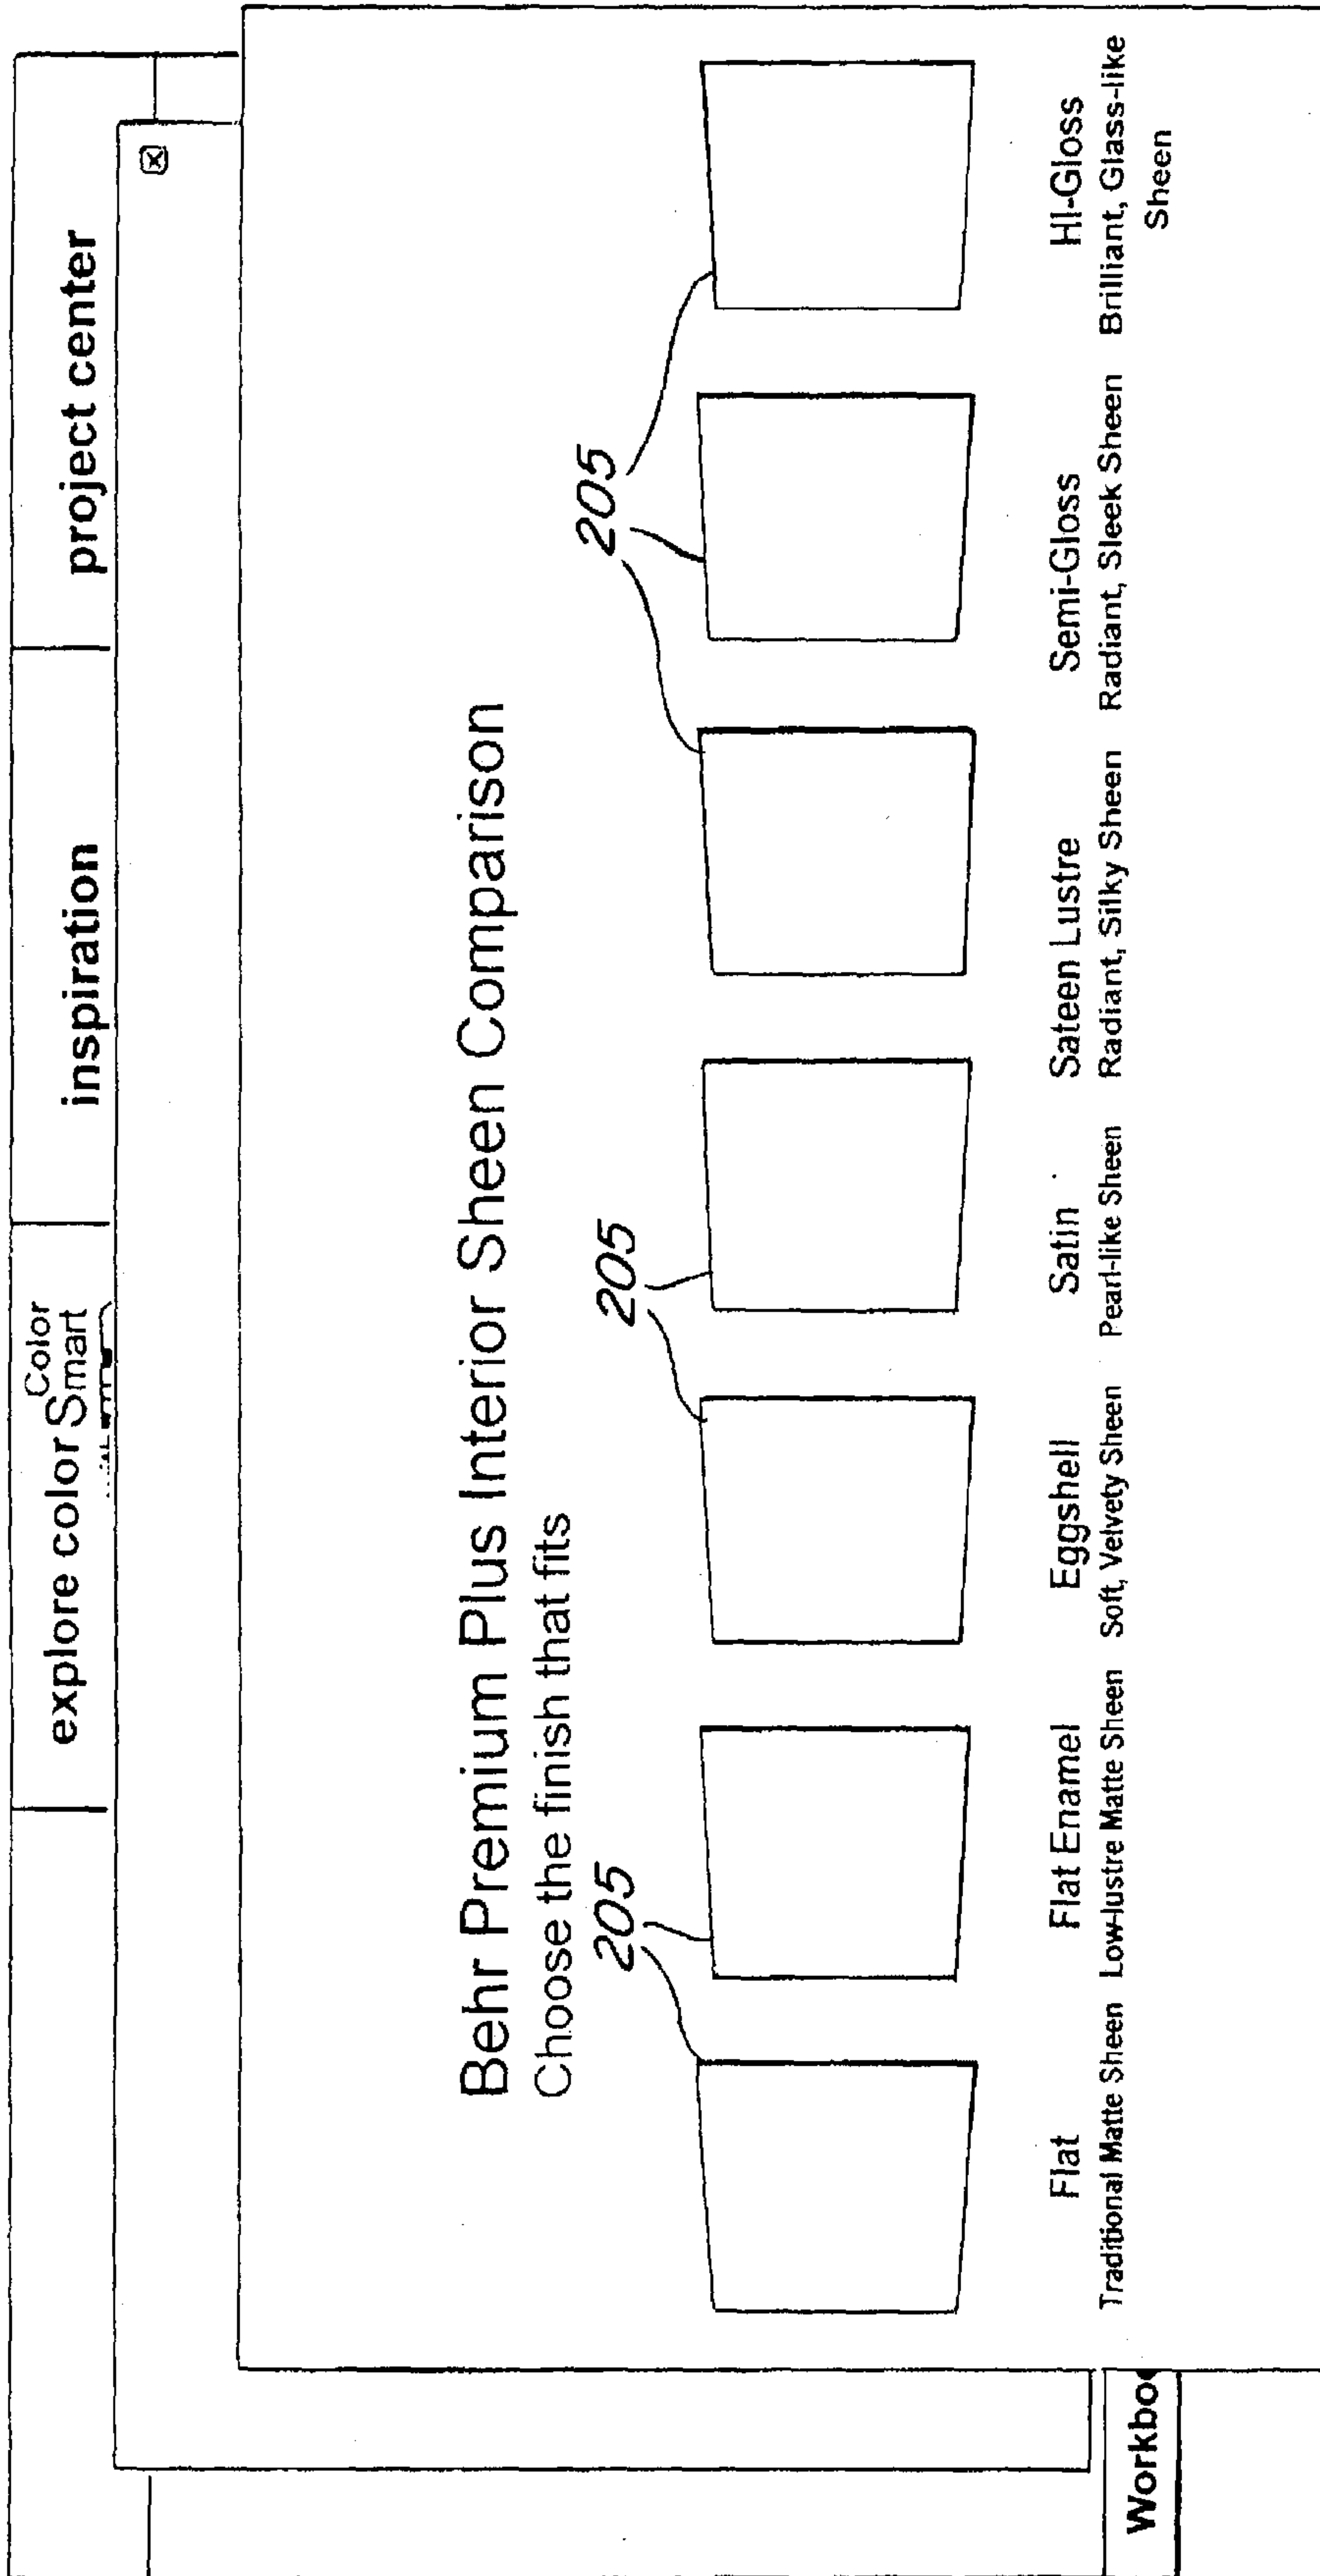 Color
explore color Smart
inspiration
project center
Behr Premium Plus Interior Sheen Comparison
Choose the finish that fits
205
205
205
Flat
Flat Enamel
Eggshell
Satin
Sateen Lustre
Semi-Gloss
HI-Gloss
Traditional Matte Sheen
Low-lustre Matte Sheen
Soft, Velvety Sheen
Pearl-like Sheen
Radiant, Silky Sheen
Radiant, Sleek Sheen
Brilliant, Glass-like
Sheen